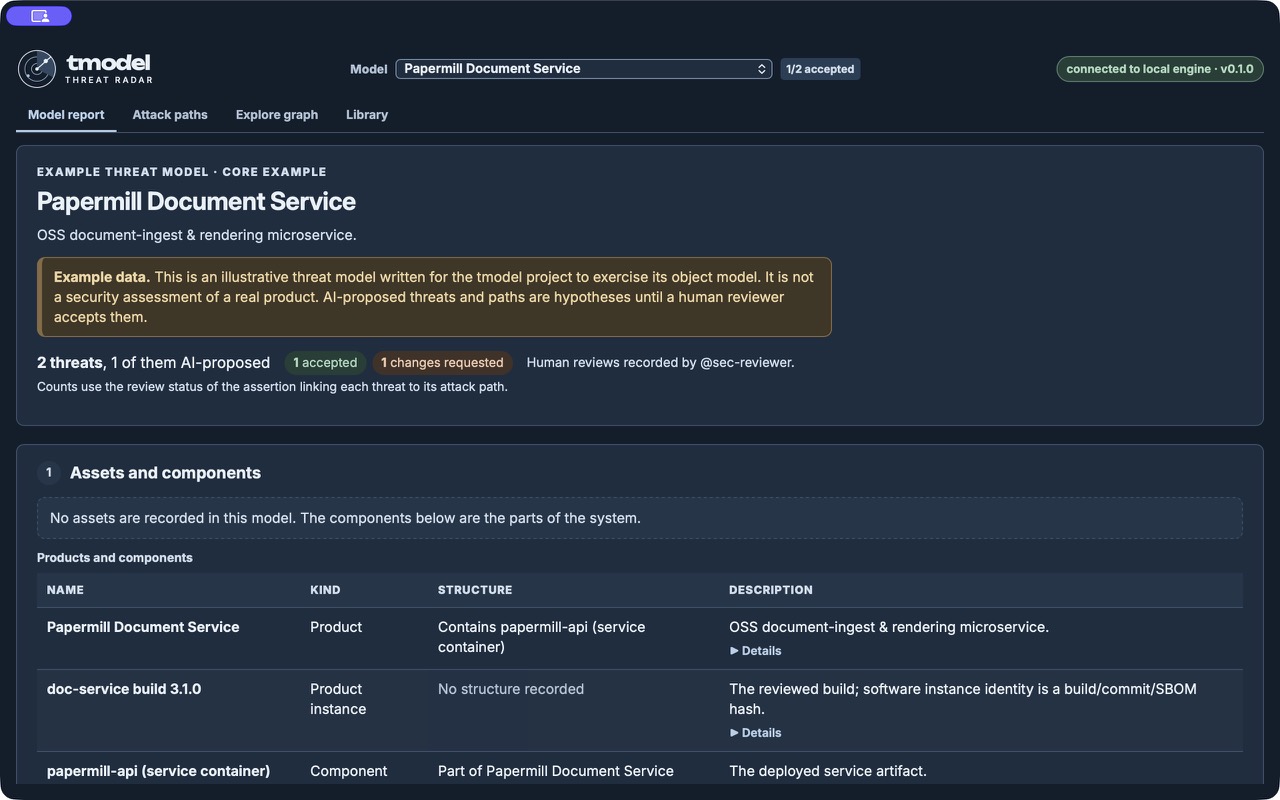 tmodel
THREAT RADAR
Model
Papermill Document Service
1/2 accepted
connected to local engine · v0.1.0
Model report
Attack paths
Explore graph
Library
EXAMPLE THREAT MODEL · CORE EXAMPLE
Papermill Document Service
OSS document-ingest & rendering microservice.
Example data. This is an illustrative threat model written for the tmodel project to exercise its object model. It is not
a security assessment of a real product. AI-proposed threats and paths are hypotheses until a human reviewer
accepts them.
2 threats, 1 of them AI-proposed
1 accepted
1 changes requested
Human reviews recorded by @sec-reviewer.
Counts use the review status of the assertion linking each threat to its attack path.
1
Assets and components
No assets are recorded in this model. The components below are the parts of the system.
Products and components
NAME
KIND
STRUCTURE
DESCRIPTION
Papermill Document Service
Product
Contains papermill-api (service
container)
OSS document-ingest & rendering microservice.
▶ Details
doc-service build 3.1.0
Product
instance
No structure recorded
The reviewed build; software instance identity is a build/commit/SBOM
hash.
▶ Details
papermill-api (service container)
Component
Part of Papermill Document Service
The deployed service artifact.